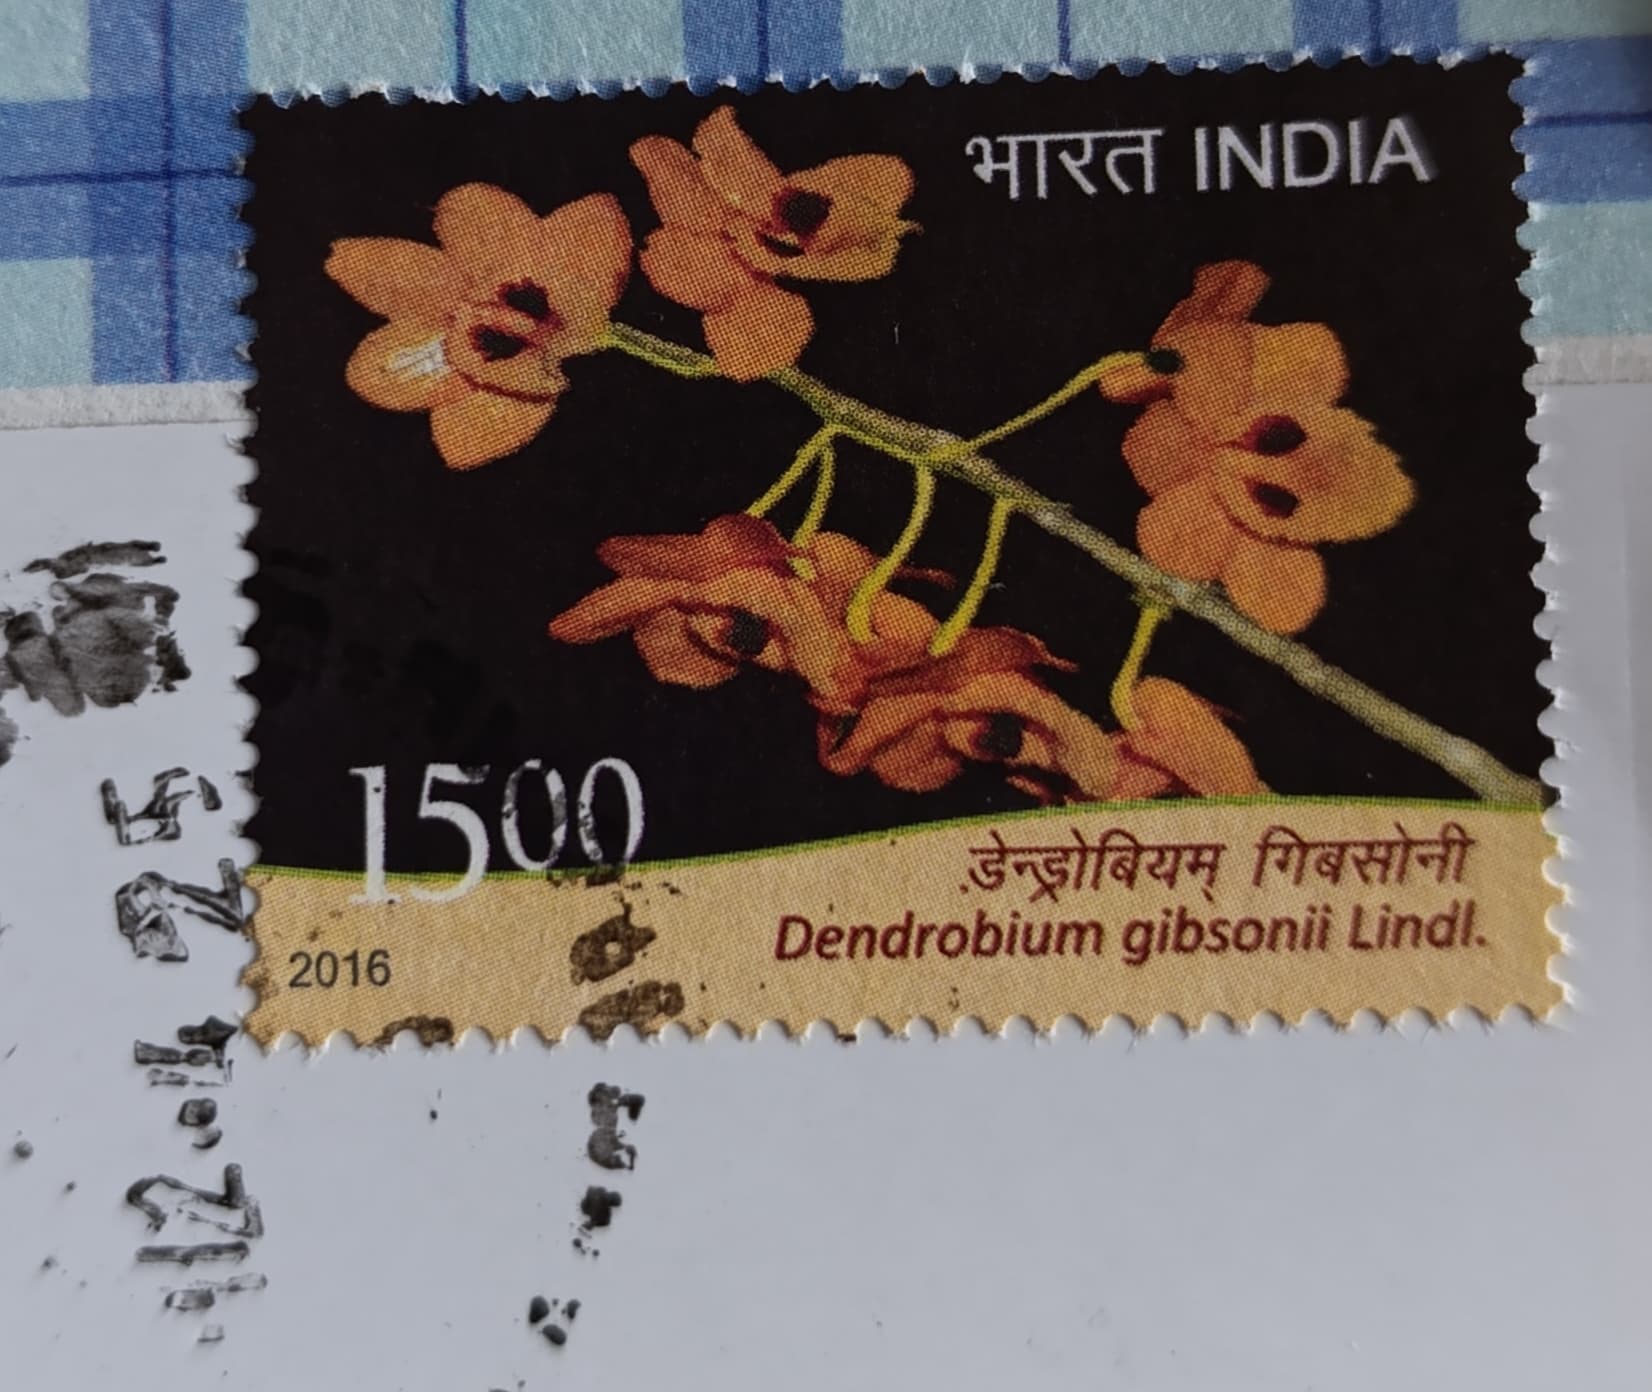 भारत INDIA
1500
डेन्ड्रोबियम् गिबसोनी
Dendrobium gibsonii Lindl.
2016